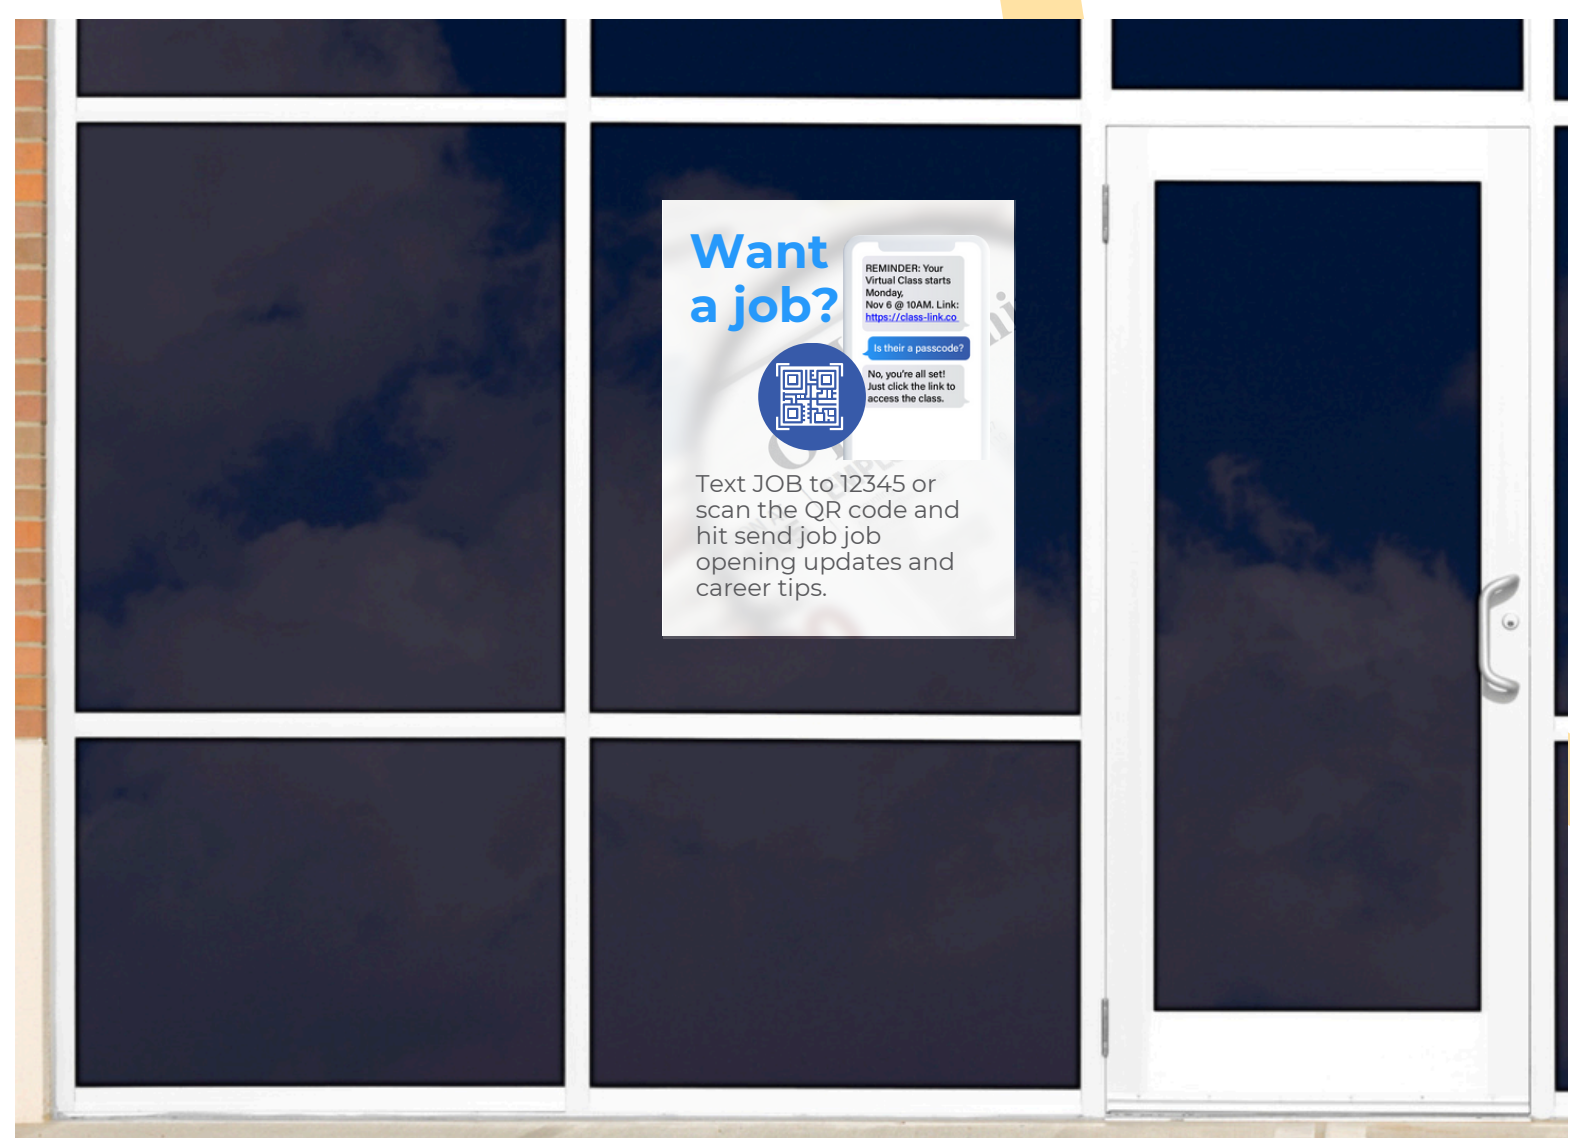 Want
a job?
REMINDER: Your
Virtual Class starts
Monday,
Nov 6 @ 10AM. Link:
https://class-link.co
Is their a passcode?
No, you're all set!
Just click the link to
access the class.
Text JOB to 12345 or
scan the QR code and
hit send job job
opening updates and
career tips.